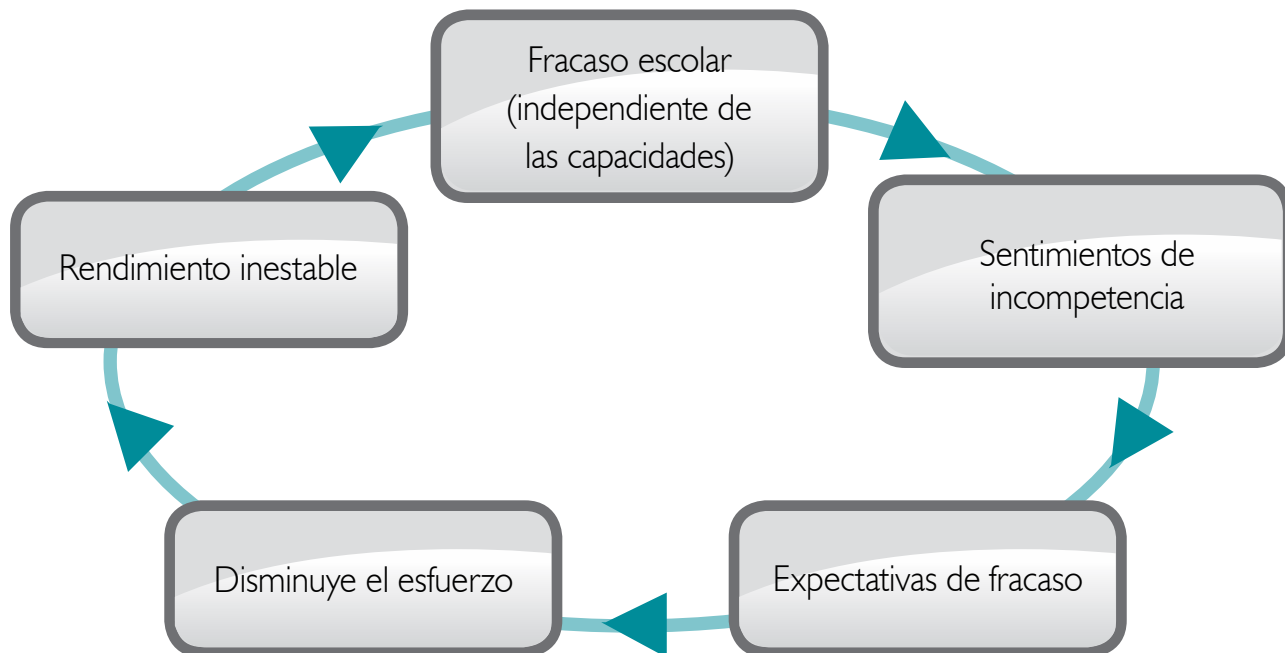 Fracaso escolar
(independiente de
las capacidades)
Sentimientos de
incompetencia
Expectativas de fracaso
Disminuye el esfuerzo
Rendimiento inestable